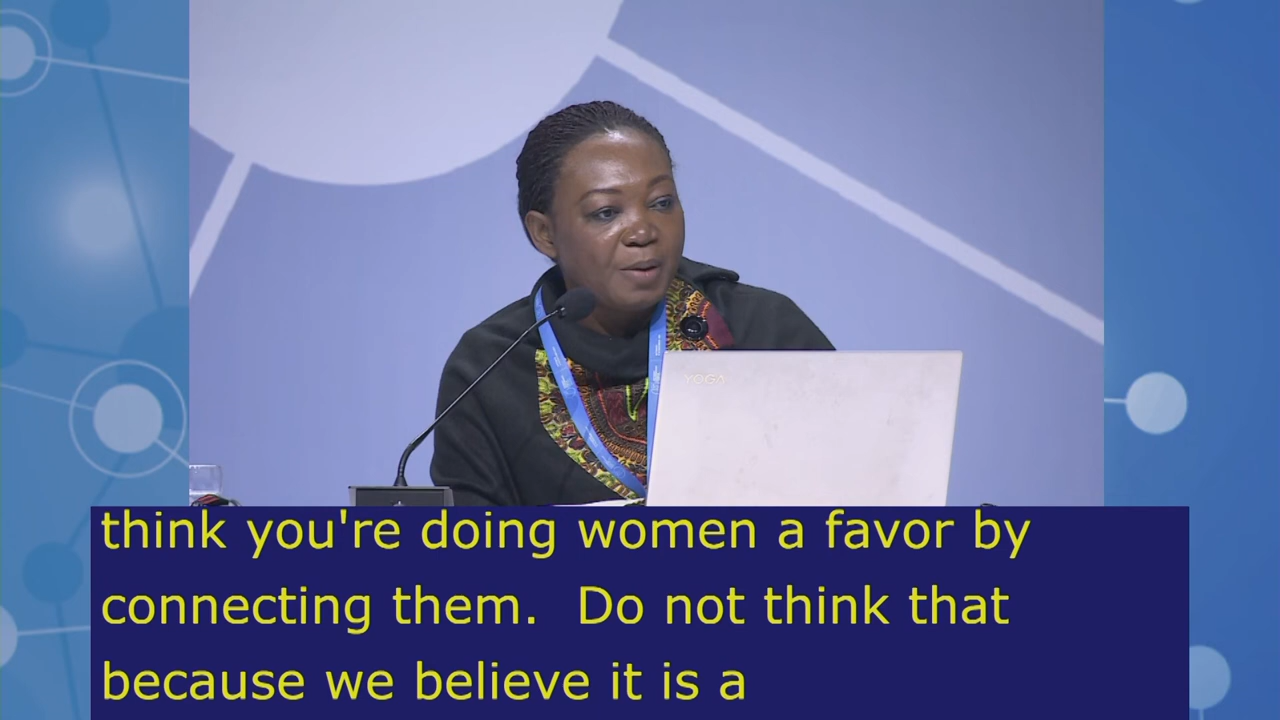 YOGA
think you're doing women a favor by
connecting them.  Do not think that
because we believe it is a